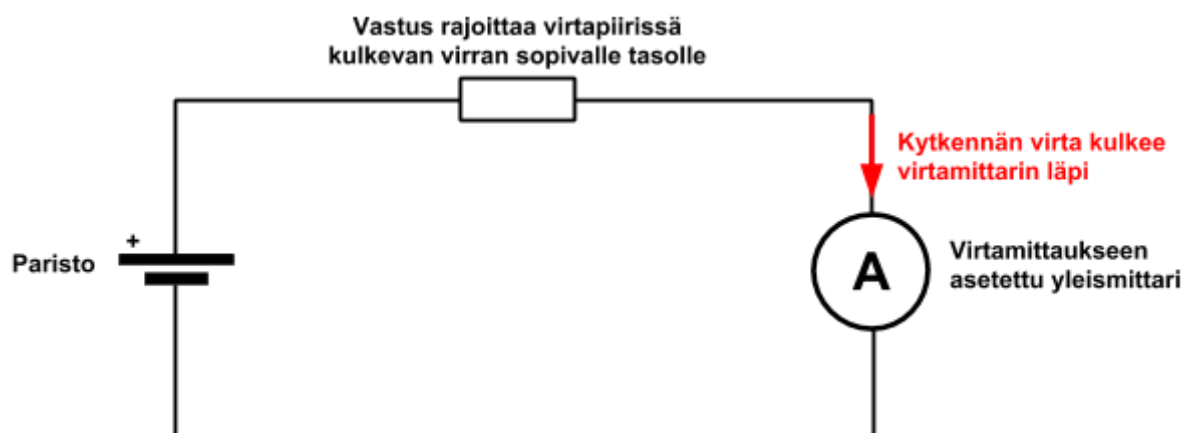 Vastus rajoittaa virtapiirissä
kulkevan virran sopivalle tasolle
Kytkennän virta kulkee
virtamittarin läpi
+
Paristo
A
Virtamittaukseen
asetettu yleismittari